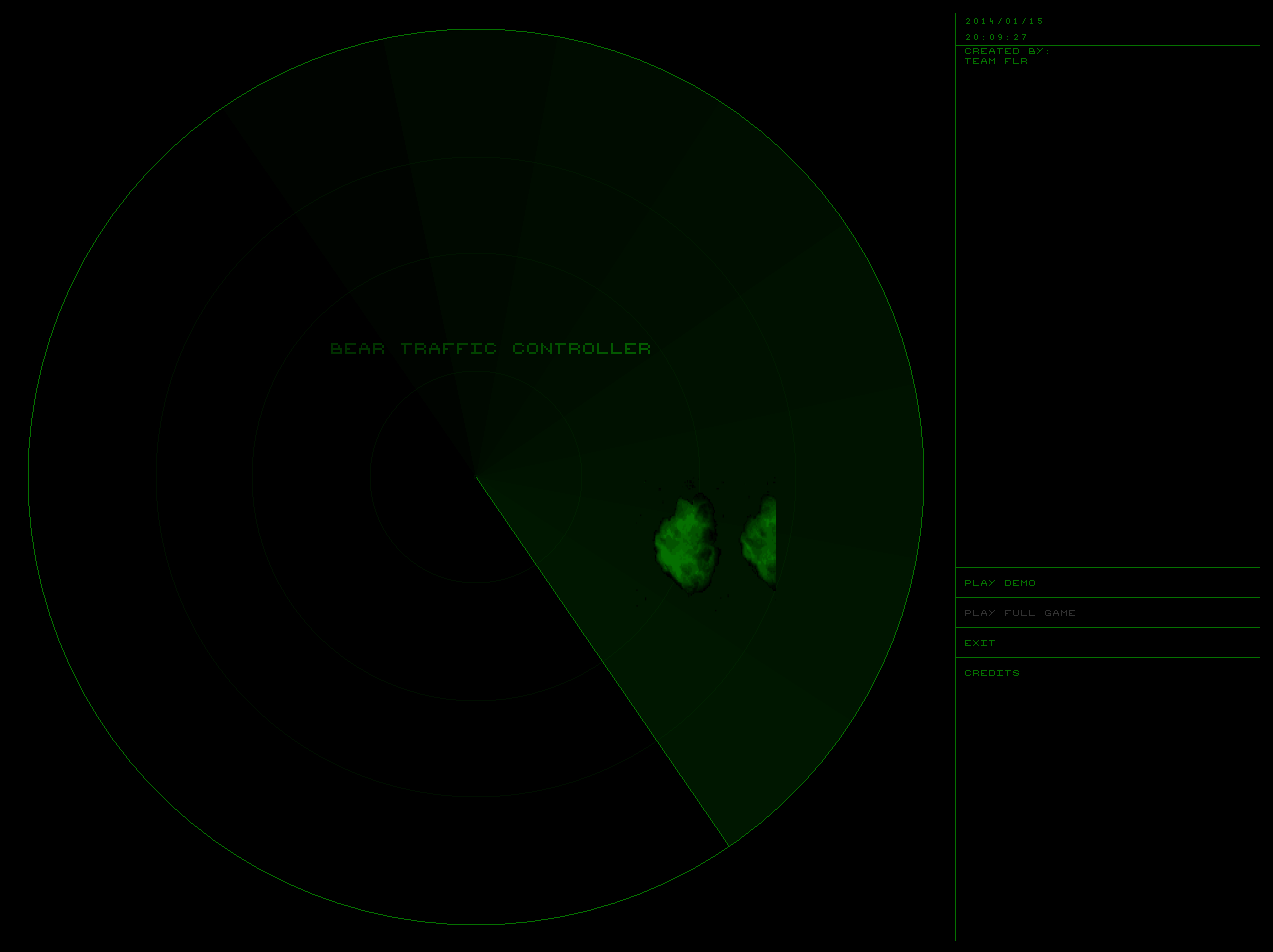 2014/01/15
20:09:27
CREATED BY:
TEAM FLR
BEAR TRAFFIC CONTROLLER
PLAY DEMO
PLAY FULL GAME
EXIT
CREDITS